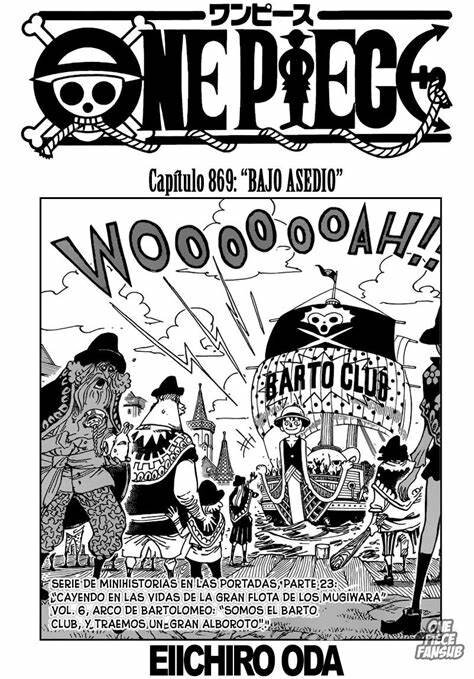 ワンピース
ONE PIECE
Capítulo 869: "BAJO ASEDIO"
WOOOOOOOAH!!
BARTO CLUB
SERIE DE MINIHISTORIAS EN LAS PORTADAS, PARTE 23:
"CAYENDO EN LAS VIDAS DE LA GRAN FLOTA DE LOS MUGIWARA"
VOL. 6, ARCO DE BARTOLOMEO: "SOMOS EL BARTO
CLUB, Y TRAEMOS UN GRAN ALBOROTO".
ONE
PIECE
FANSUB
EIICHIRO ODA